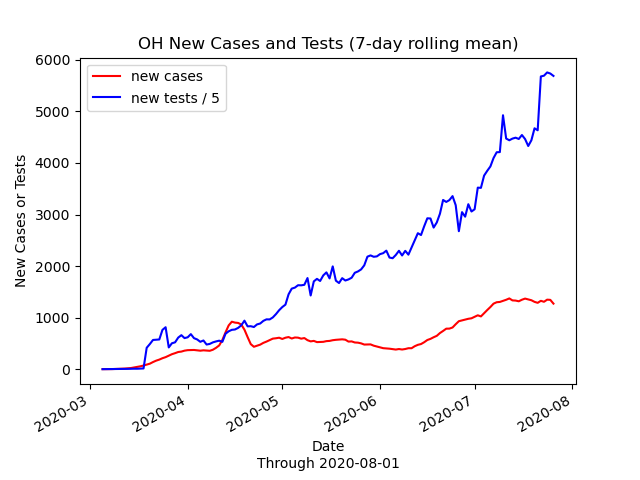 OH New Cases and Tests (7-day rolling mean)
new cases
new tests / 5
New Cases or Tests
6000
5000
4000
3000
2000
1000
0
2020-03
2020-04
2020-05
2020-06
2020-07
2020-08
Date
Through 2020-08-01